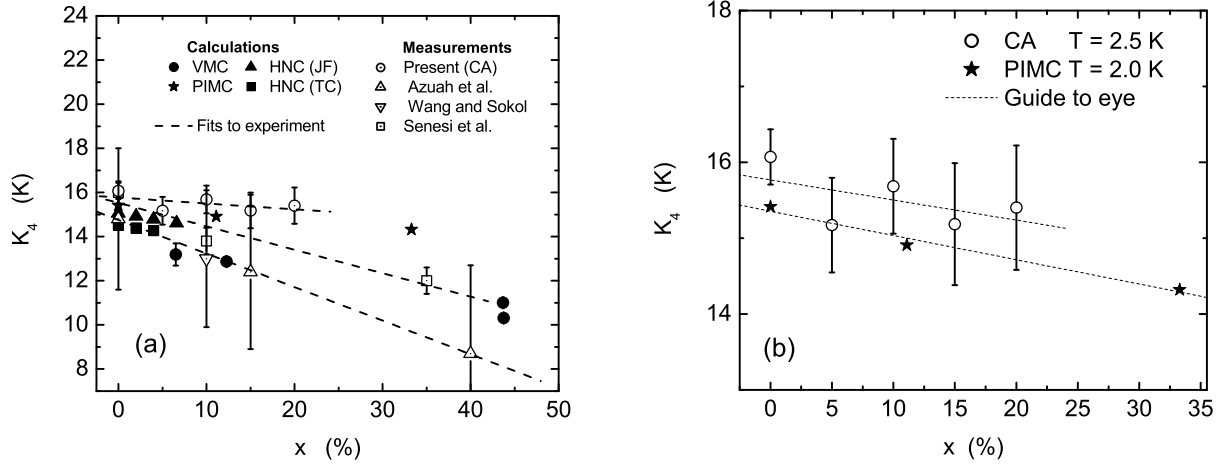 24
22
20
18
16
14
12
10
8
K4 (K)
Calculations
VMC
HNC (JF)
PIMC
HNC (TC)
Fits to experiment
Measurements
Present (CA)
Azuah et al.
Wang and Sokol
Senesi et al.
(a)
0 10 20 30 40 50
x (%)
18
16
14
K4 (K)
CA T = 2.5 K
PIMC T = 2.0 K
Guide to eye
(b)
0 5 10 15 20 25 30 35
x (%)